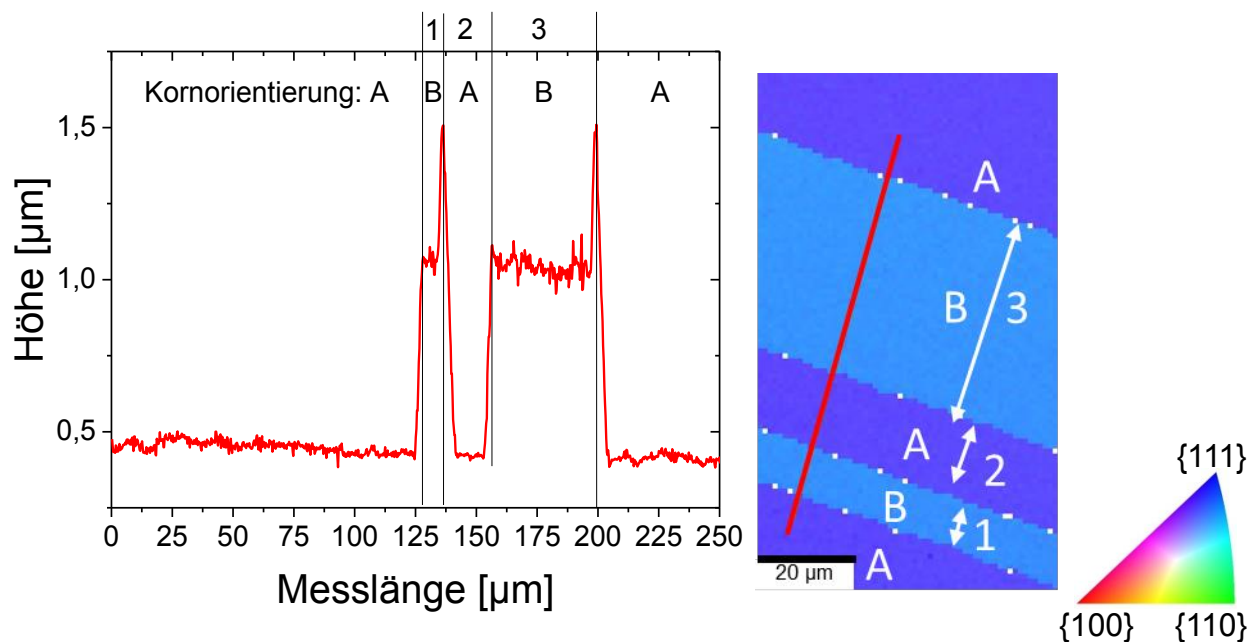 1 2 3
Kornorientierung: A B A B A
1,5
1,0
0,5
Höhe [µm]
0 25 50 75 100 125 150 175 200 225 250
Messlänge [µm]
A
B 3
A 2
B 1
A
20 µm
{111}
{100} {110}